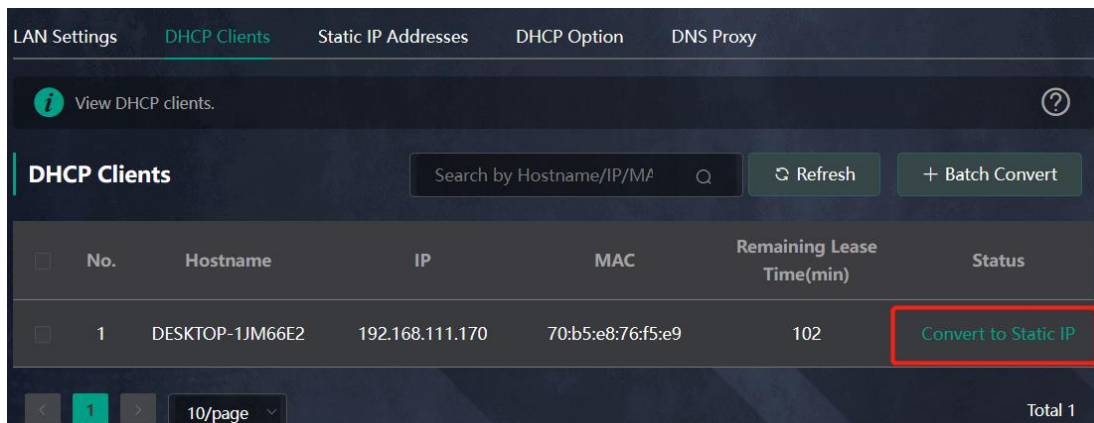 LAN Settings DHCP Clients Static IP Addresses DHCP Option DNS Proxy
i View DHCP clients. ?
DHCP Clients Search by Hostname/IP/MA Refresh + Batch Convert
No. Hostname IP MAC Remaining Lease Time(min) Status
1 DESKTOP-1JM66E2 192.168.111.170 70:b5:e8:76:f5:e9 102 Convert to Static IP
< 1 > 10/page Total 1